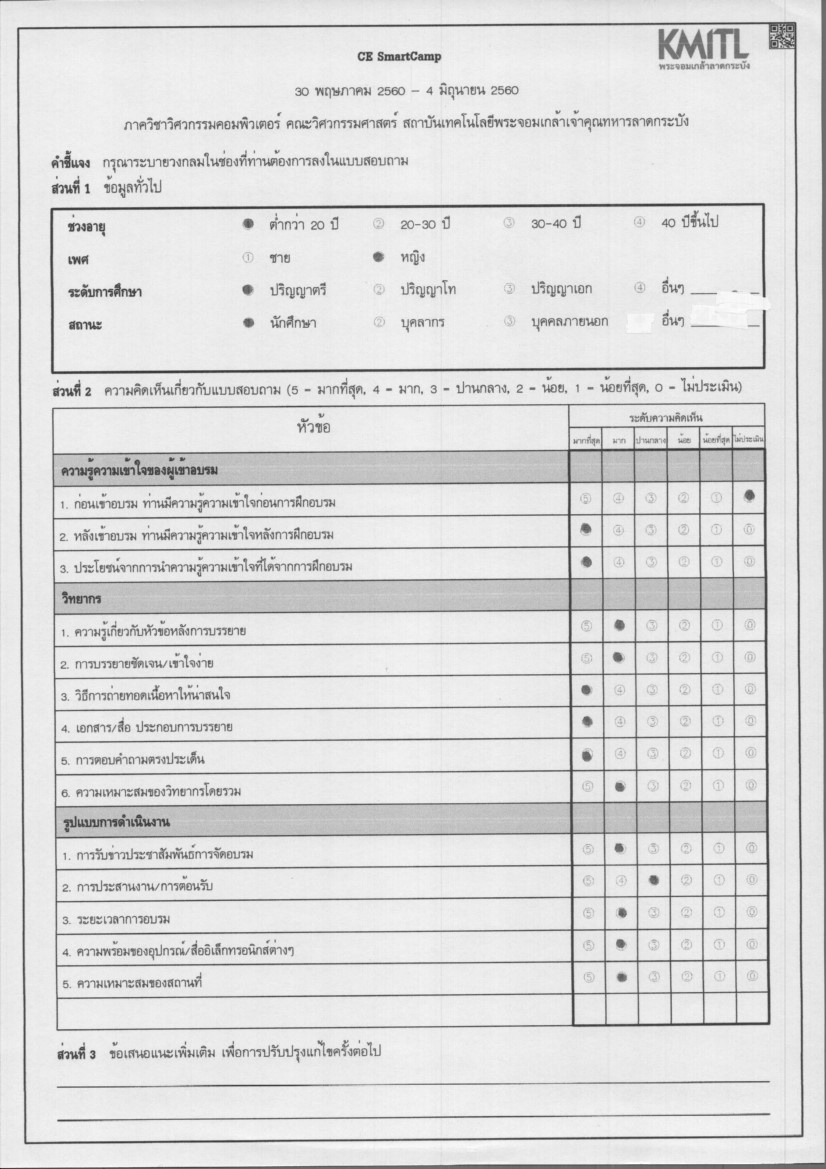 KMITL
พระจอมเกล้าลาดกระบัง
CE SmartCamp
30 พฤษภาคม 2560 - 4 มิถุนายน 2560
ภาควิชาวิศวกรรมคอมพิวเตอร์ คณะวิศวกรรมศาสตร์ สถาบันเทคโนโลยีพระจอมเกล้าเจ้าคุณทหารลาดกระบัง
คำชี้แจง กรุณาระบายวงกลมในช่องที่ท่านต้องการลงในแบบสอบถาม
ส่วนที่ 1 ข้อมูลทั่วไป
ช่วงอายุ ต่ำกว่า 20 ปี ② 20-30 ปี ③ 30-40 ปี ④ 40 ปีขึ้นไป
เพศ ① ชาย หญิง
ระดับการศึกษา ปริญญาตรี ② ปริญญาโท ③ ปริญญาเอก ④ อื่นๆ
สถานะ นักศึกษา ② บุคลากร ③ บุคคลภายนอก อื่นๆ
ส่วนที่ 2 ความคิดเห็นเกี่ยวกับแบบสอบถาม (5 = มากที่สุด, 4 = มาก, 3 = ปานกลาง, 2 = น้อย, 1 = น้อยที่สุด, 0 = ไม่ประเมิน)
หัวข้อ ระดับความคิดเห็น
มากที่สุด มาก ปานกลาง น้อย น้อยที่สุด ไม่ประเมิน
ความรู้ความเข้าใจของผู้เข้าอบรม
1. ก่อนเข้าอบรม ท่านมีความรู้ความเข้าใจก่อนการฝึกอบรม ⑤ ④ ③ ② ①
2. หลังเข้าอบรม ท่านมีความรู้ความเข้าใจหลังการฝึกอบรม ④ ③ ② ① ⓪
3. ประโยชน์จากการนำความรู้ความเข้าใจที่ได้จากการฝึกอบรม ④ ③ ② ① ⓪
วิทยากร
1. ความรู้เกี่ยวกับหัวข้อหลังการบรรยาย ⑤ ③ ② ① ⓪
2. การบรรยายชัดเจน/เข้าใจง่าย ⑤ ③ ② ① ⓪
3. วิธีการถ่ายทอดเนื้อหาให้น่าสนใจ ④ ③ ② ① ⓪
4. เอกสาร/สื่อ ประกอบการบรรยาย ④ ③ ② ① ⓪
5. การตอบคำถามตรงประเด็น ④ ③ ② ① ⓪
6. ความเหมาะสมของวิทยากรโดยรวม ⑤ ③ ② ① ⓪
รูปแบบการดำเนินงาน
1. การรับข่าวประชาสัมพันธ์การจัดอบรม ⑤ ③ ② ① ⓪
2. การประสานงาน/การต้อนรับ ⑤ ④ ② ① ⓪
3. ระยะเวลาการอบรม ⑤ ③ ② ① ⓪
4. ความพร้อมของอุปกรณ์/สื่ออิเล็กทรอนิกส์ต่างๆ ⑤ ③ ② ① ⓪
5. ความเหมาะสมของสถานที่ ⑤ ③ ② ① ⓪
ส่วนที่ 3 ข้อเสนอแนะเพิ่มเติม เพื่อการปรับปรุงแก้ไขครั้งต่อไป